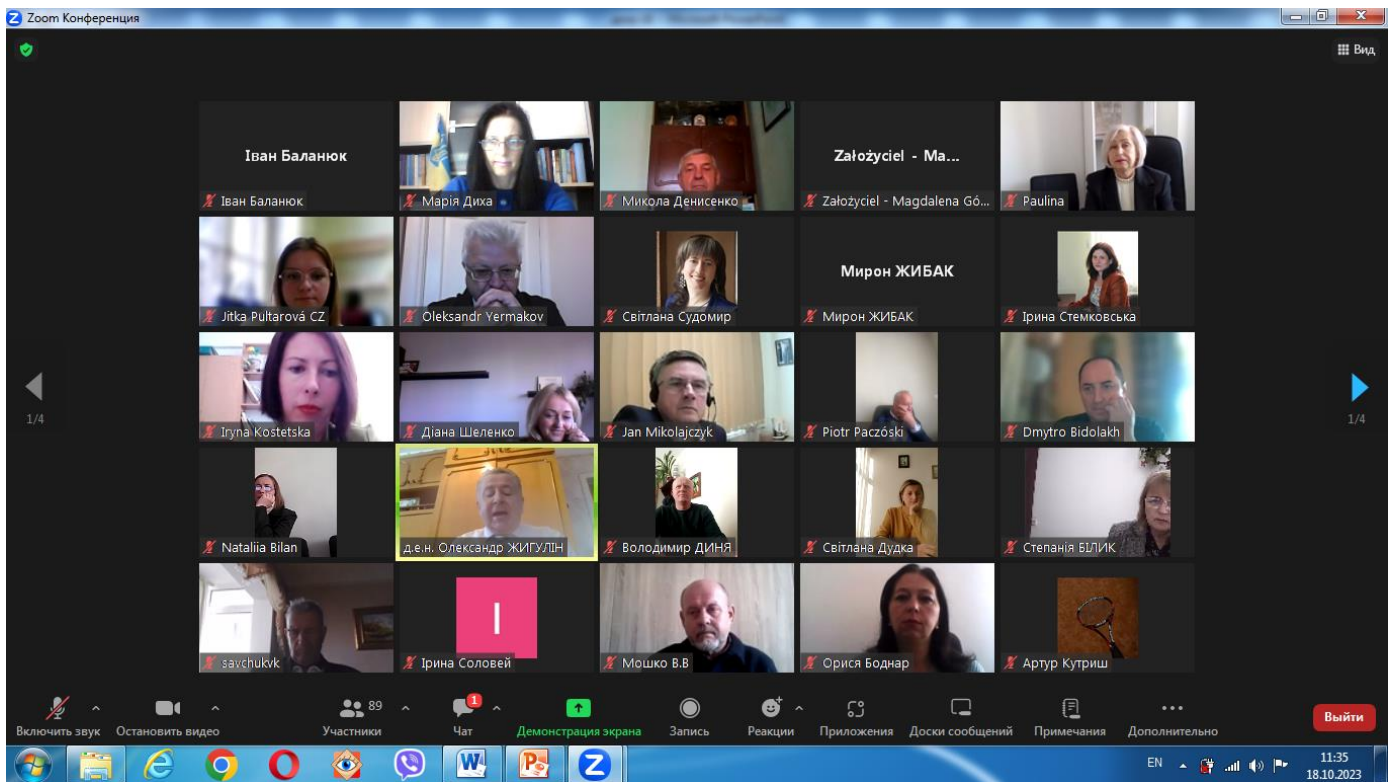 Zoom Конференция
Вид
Іван Баланюк
Іван Баланюк
Марія Диха
Микола Денисенко
Założyciel - Ma...
Założyciel - Magdalena Gó...
Paulina
Jitka Pultarová CZ
Oleksandr Yermakov
Світлана Судомир
Мирон ЖИБАК
Мирон ЖИБАК
Ірина Стемковська
1/4
Iryna Kostetska
Діана Шеленко
Jan Mikolajczyk
Piotr Paczóski
Dmytro Bidolakh
1/4
Nataliia Bilan
д.е.н. Олександр ЖИГУЛІН
Володимир ДИНЯ
Світлана Дудка
Степанія БІЛИК
savchukvk
I
Ірина Соловей
Мошко В.В
Орися Боднар
Артур Кутриш
89
1
Включить звук
Остановить видео
Участники
Чат
Демонстрация экрана
Запись
Реакции
Приложения
Доски сообщений
Примечания
Дополнительно
Выйти
EN
11:35
18.10.2023